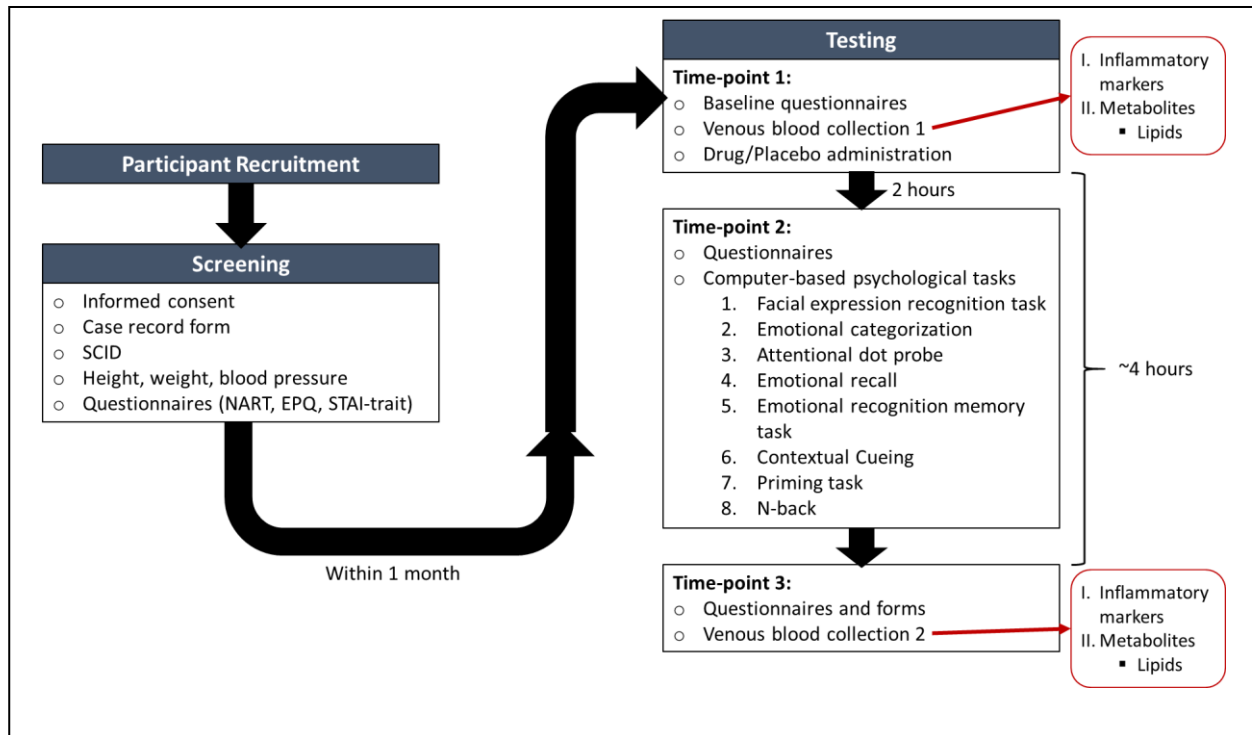 Participant Recruitment
Screening
○ Informed consent
○ Case record form
○ SCID
○ Height, weight, blood pressure
○ Questionnaires (NART, EPQ, STAI-trait)
Within 1 month
Testing
Time-point 1:
○ Baseline questionnaires
○ Venous blood collection 1
○ Drug/Placebo administration
I. Inflammatory
markers
II. Metabolites
▪ Lipids
2 hours
Time-point 2:
○ Questionnaires
○ Computer-based psychological tasks
1. Facial expression recognition task
2. Emotional categorization
3. Attentional dot probe
4. Emotional recall
5. Emotional recognition memory
task
6. Contextual Cueing
7. Priming task
8. N-back
~4 hours
Time-point 3:
○ Questionnaires and forms
○ Venous blood collection 2
I. Inflammatory
markers
II. Metabolites
▪ Lipids